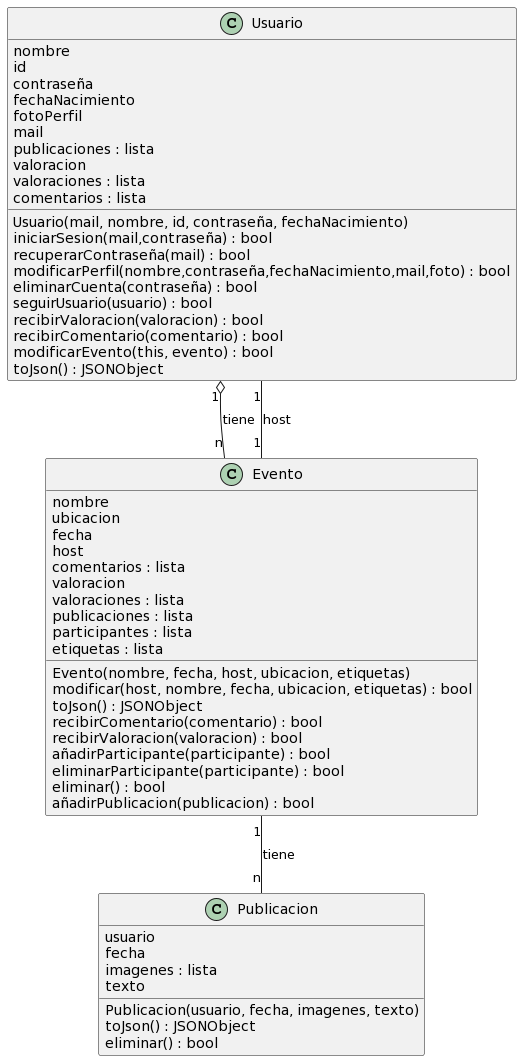 C Usuario
nombre
id
contraseña
fechaNacimiento
fotoPerfil
mail
publicaciones : lista
valoracion
valoraciones : lista
comentarios : lista
Usuario(mail, nombre, id, contraseña, fechaNacimiento)
iniciarSesion(mail,contraseña) : bool
recuperarContraseña(mail) : bool
modificarPerfil(nombre,contraseña,fechaNacimiento,mail,foto) : bool
eliminarCuenta(contraseña) : bool
seguirUsuario(usuario) : bool
recibirValoracion(valoracion) : bool
recibirComentario(comentario) : bool
modificarEvento(this, evento) : bool
toJson() : JSONObject
1 1
tiene host
n 1
C Evento
nombre
ubicacion
fecha
host
comentarios : lista
valoracion
valoraciones : lista
publicaciones : lista
participantes : lista
etiquetas : lista
Evento(nombre, fecha, host, ubicacion, etiquetas)
modificar(host, nombre, fecha, ubicacion, etiquetas) : bool
toJson() : JSONObject
recibirComentario(comentario) : bool
recibirValoracion(valoracion) : bool
añadirParticipante(participante) : bool
eliminarParticipante(participante) : bool
eliminar() : bool
añadirPublicacion(publicacion) : bool
1
tiene
n
C Publicacion
usuario
fecha
imagenes : lista
texto
Publicacion(usuario, fecha, imagenes, texto)
toJson() : JSONObject
eliminar() : bool